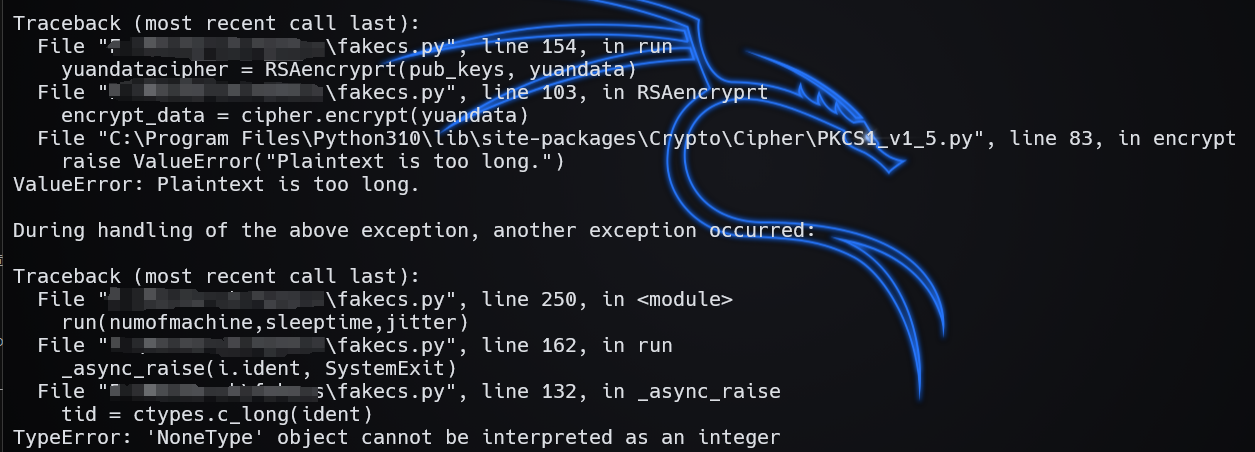 Traceback (most recent call last):
File "\fakecs.py", line 154, in run
yuandatacipher = RSAencryprt(pub_keys, yuandata)
File "\fakecs.py", line 103, in RSAencryprt
encrypt_data = cipher.encrypt(yuandata)
File "C:\Program Files\Python310\lib\site-packages\Crypto\Cipher\PKCS1_v1_5.py", line 83, in encrypt
raise ValueError("Plaintext is too long.")
ValueError: Plaintext is too long.
During handling of the above exception, another exception occurred:
Traceback (most recent call last):
File "\fakecs.py", line 250, in <module>
run(numofmachine,sleeptime,jitter)
File "\fakecs.py", line 162, in run
_async_raise(i.ident, SystemExit)
File "s\fakecs.py", line 132, in _async_raise
tid = ctypes.c_long(ident)
TypeError: 'NoneType' object cannot be interpreted as an integer